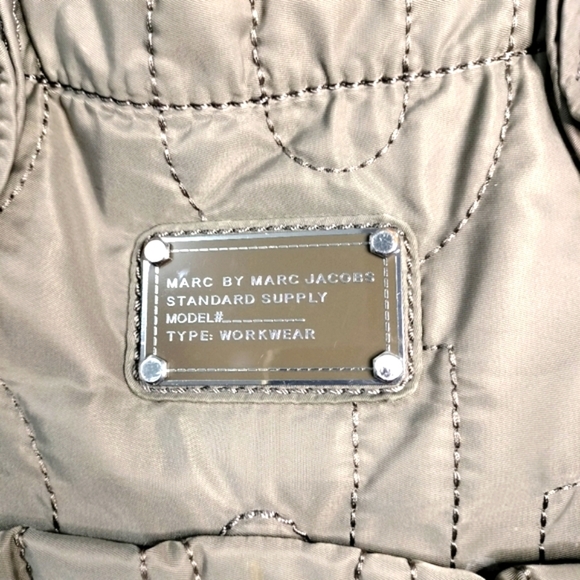 MARC BY MARC JACOBS
STANDARD SUPPLY
MODEL#....................
TYPE: WORKWEAR